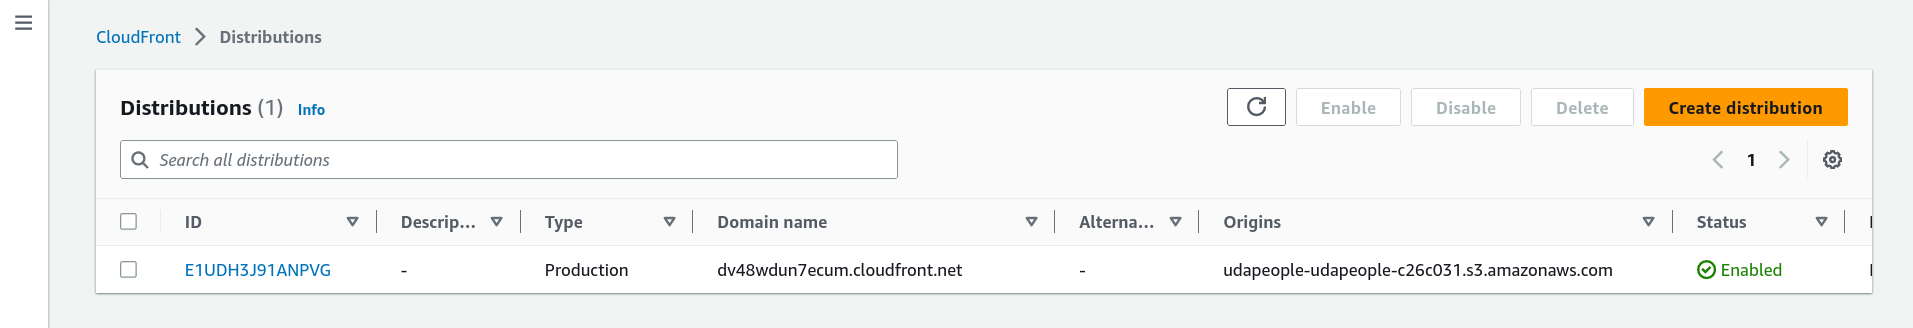 CloudFront > Distributions
Distributions (1) Info
Enable Disable Delete Create distribution
Search all distributions
1
ID Descrip... Type Domain name Alterna... Origins Status
E1UDH3J91ANPVG - Production dv48wdun7ecum.cloudfront.net - udapeople-udapeople-c26c031.s3.amazonaws.com Enabled